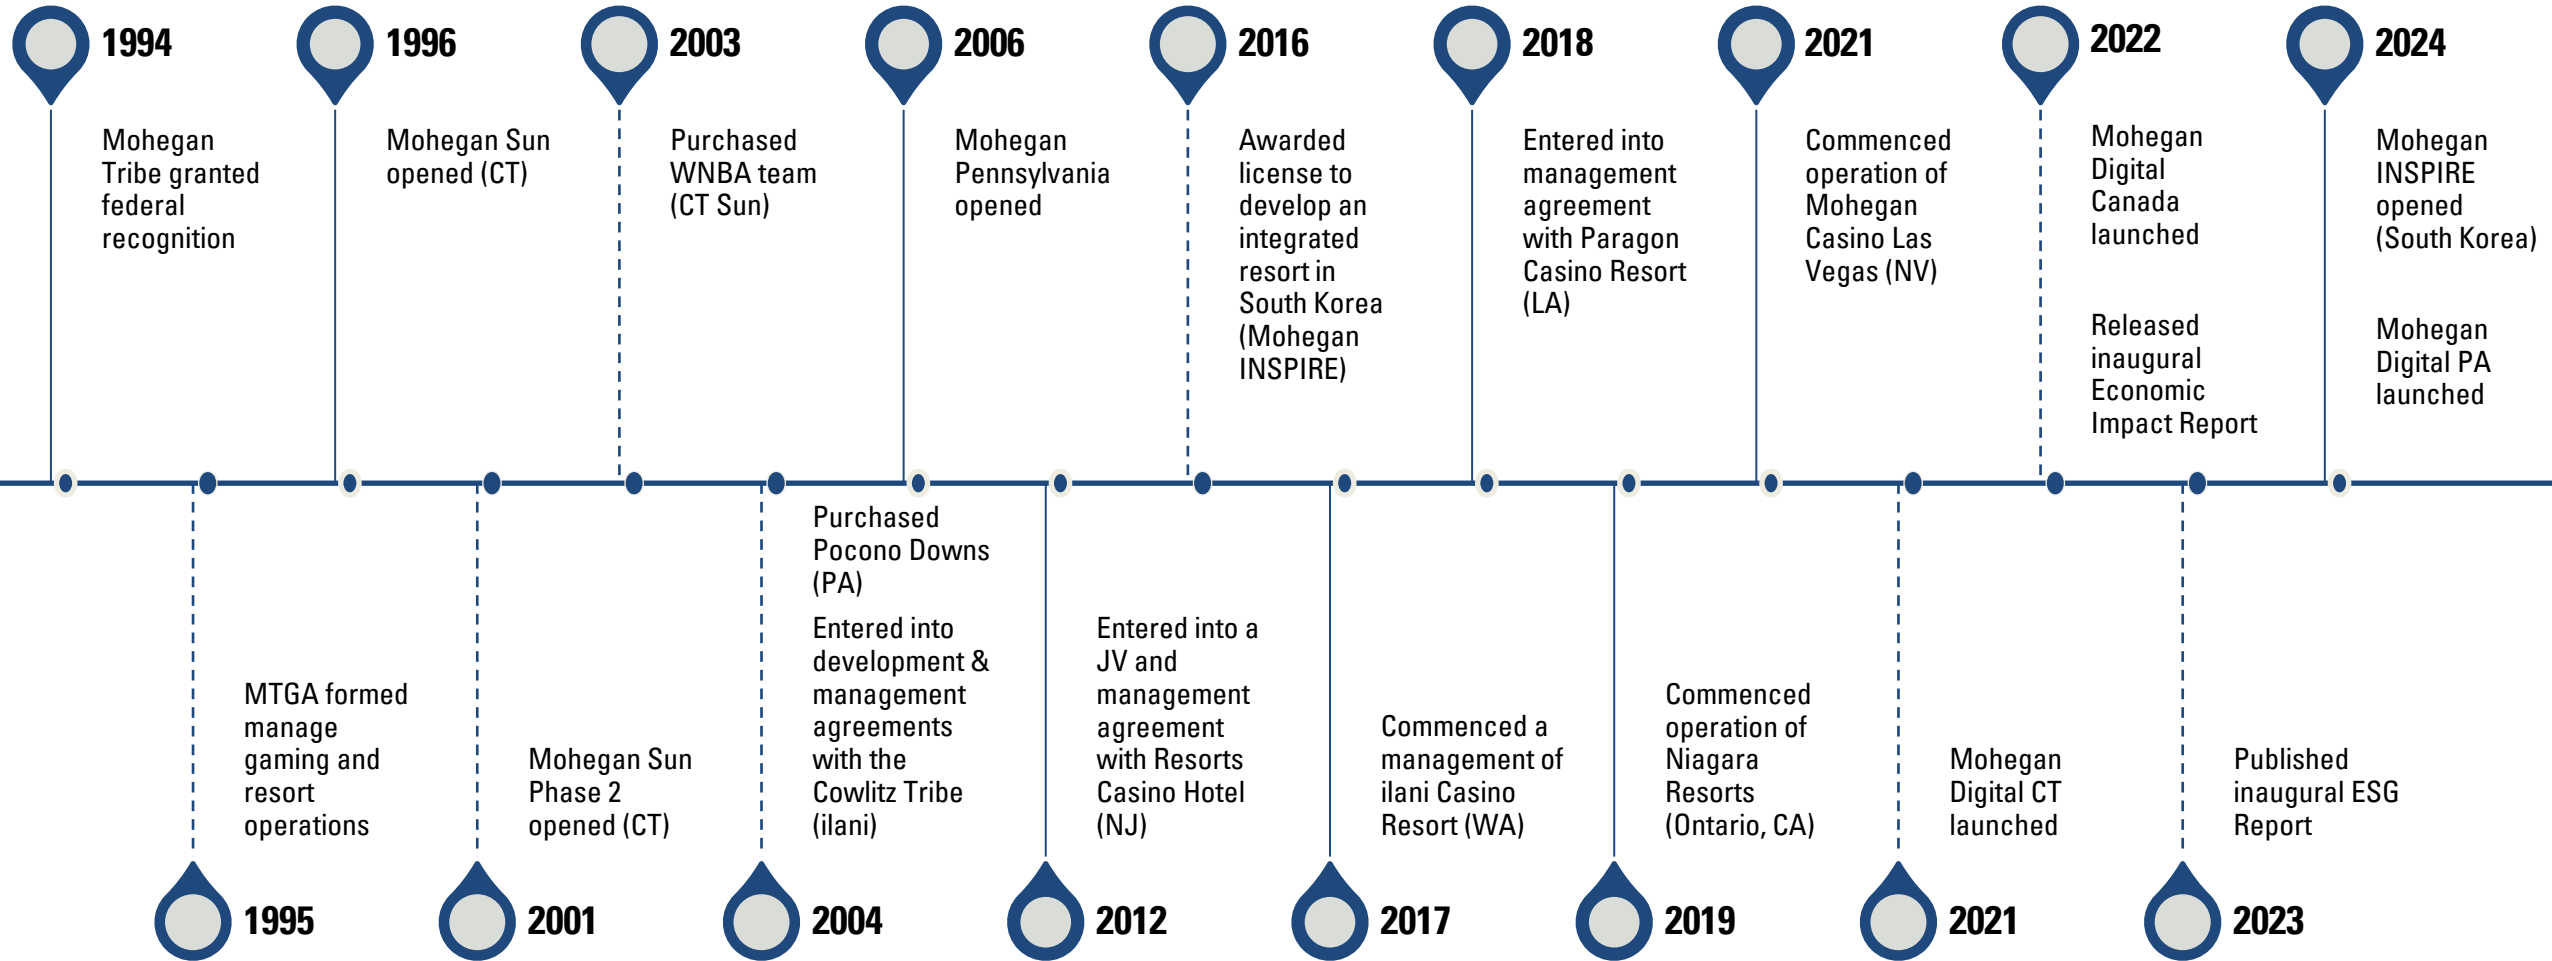 1994
Mohegan
Tribe granted
federal
recognition
1996
Mohegan Sun
opened (CT)
2003
Purchased
WNBA team
(CT Sun)
2006
Mohegan
Pennsylvania
opened
2016
Awarded
license to
develop an
integrated
resort in
South Korea
(Mohegan
INSPIRE)
2018
Entered into
management
agreement
with Paragon
Casino Resort
(LA)
2021
Commenced
operation of
Mohegan
Casino Las
Vegas (NV)
2022
Mohegan
Digital
Canada
launched
Released
inaugural
Economic
Impact Report
2024
Mohegan
INSPIRE
opened
(South Korea)
Mohegan
Digital PA
launched
MTGA formed
manage
gaming and
resort
operations
1995
Mohegan Sun
Phase 2
opened (CT)
2001
Purchased
Pocono Downs
(PA)
Entered into
development &
management
agreements
with the
Cowlitz Tribe
(ilani)
2004
Entered into a
JV and
management
agreement
with Resorts
Casino Hotel
(NJ)
2012
Commenced a
management of
ilani Casino
Resort (WA)
2017
Commenced
operation of
Niagara
Resorts
(Ontario, CA)
2019
Mohegan
Digital CT
launched
2021
Published
inaugural ESG
Report
2023